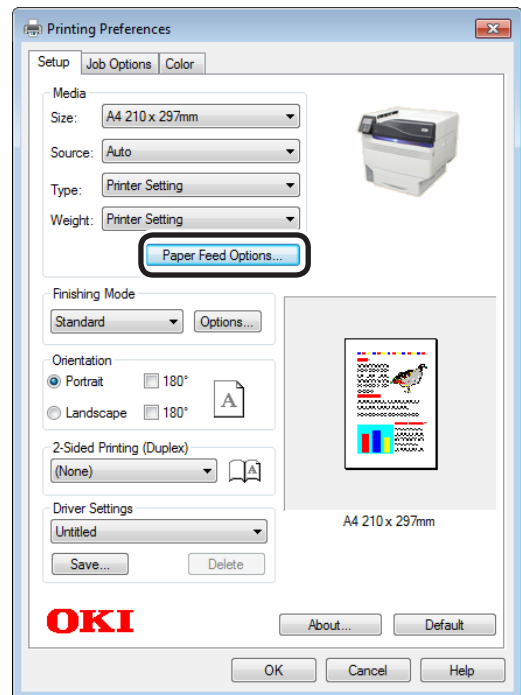 Printing Preferences
Setup Job Options Color
Media
Size: A4 210 x 297mm
Source: Auto
Type: Printer Setting
Weight: Printer Setting
Paper Feed Options...
Finishing Mode
Standard Options...
Orientation
Portrait 180°
A
Landscape 180°
2-Sided Printing (Duplex)
(None) A
Driver Settings
Untitled
Save... Delete
A4 210 x 297mm
OKI
About... Default
OK Cancel Help